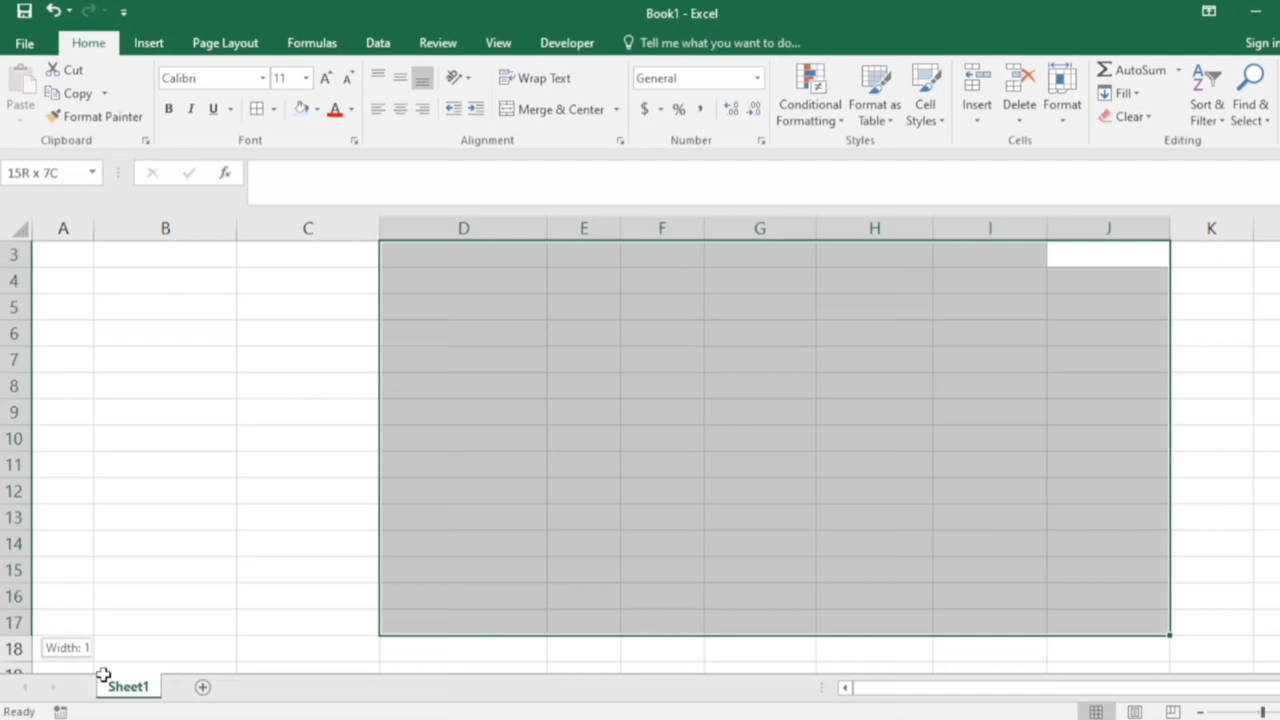 Book1 - Excel
File Home Insert Page Layout Formulas Data Review View Developer Tell me what you want to do... Sign in
Paste
Cut
Copy
Format Painter
Clipboard
Calibri 11
B I U A
Font
Wrap Text
Merge & Center
Alignment
General
$ % ,
Number
Conditional Formatting
Format as Table
Cell Styles
Styles
Insert Delete Format
Cells
AutoSum
Fill
Clear
Sort & Filter
Find & Select
Editing
15R x 7C fx
A B C D E F G H I J K
3
4
5
6
7
8
9
10
11
12
13
14
15
16
17
18
Width: 1
Sheet1
Ready